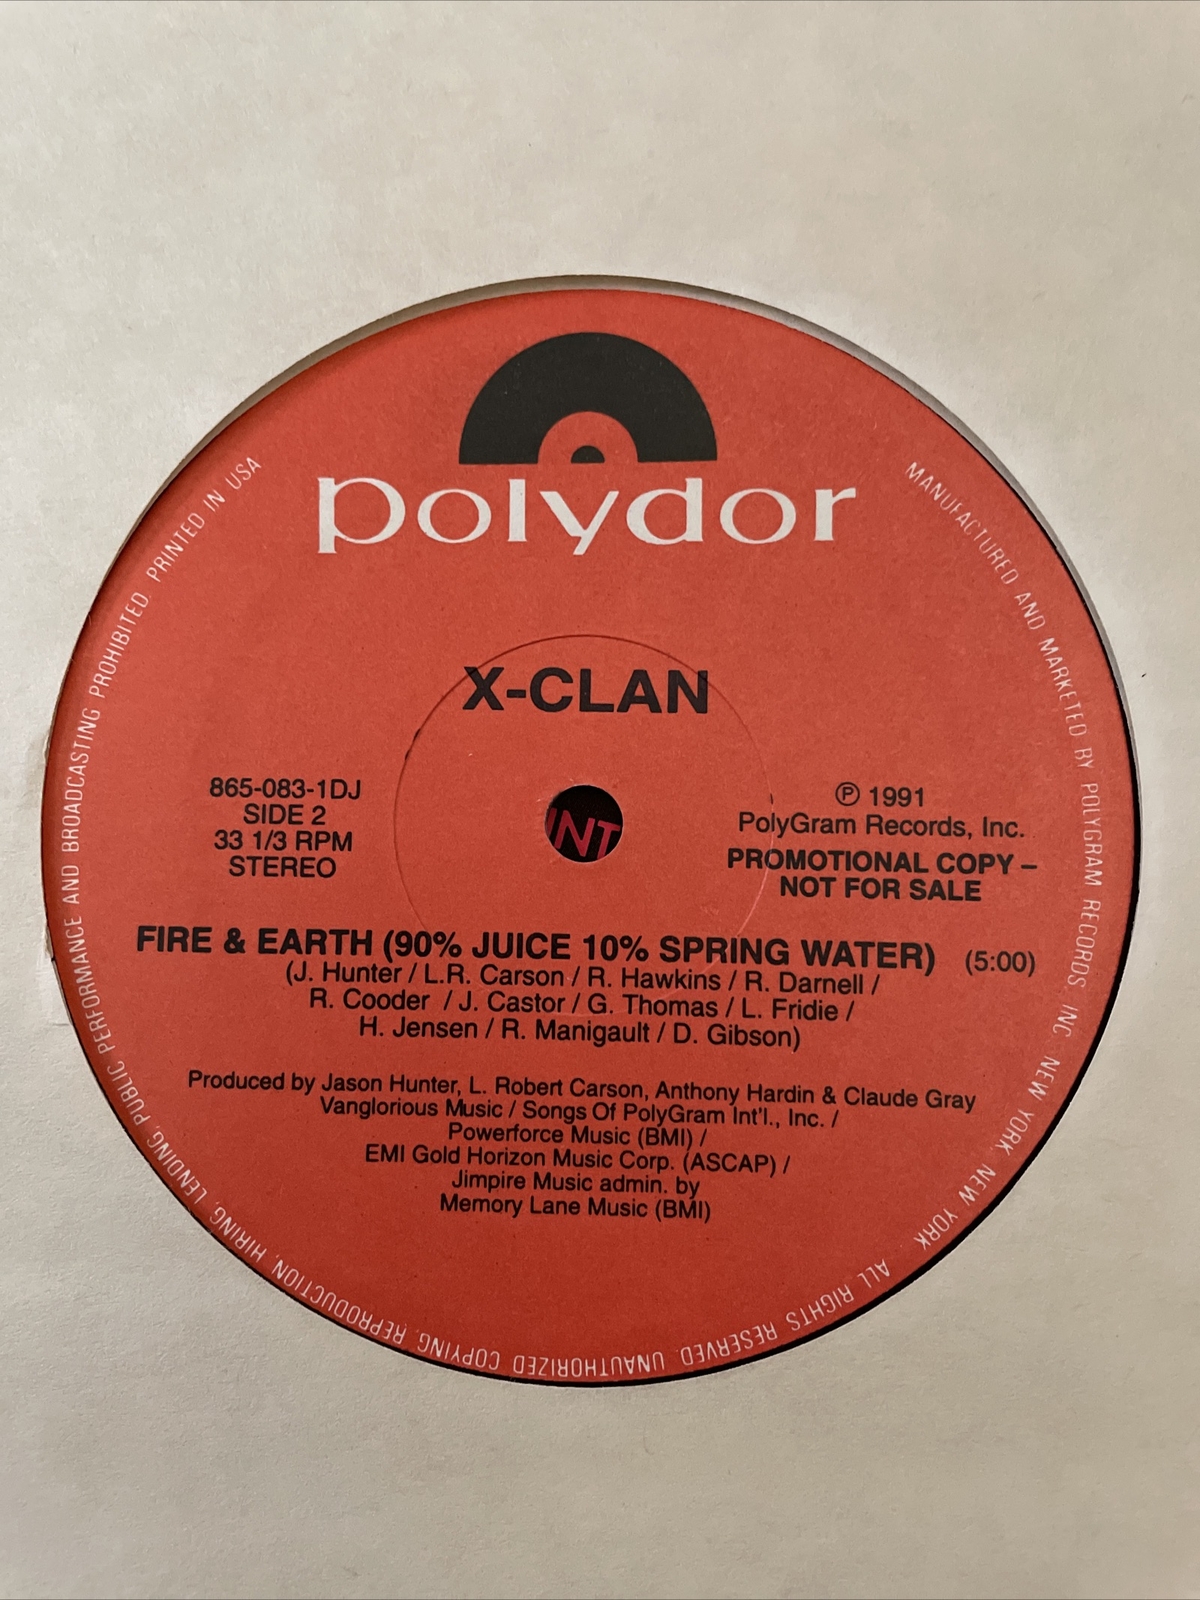 polydor
X-CLAN
865-083-1DJ
SIDE 2
33 1/3 RPM
STEREO
℗ 1991
PolyGram Records, Inc.
PROMOTIONAL COPY –
NOT FOR SALE
INT
FIRE & EARTH (90% JUICE 10% SPRING WATER) (5:00)
(J. Hunter / L.R. Carson / R. Hawkins / R. Darnell /
R. Cooder / J. Castor / G. Thomas / L. Fridie /
H. Jensen / R. Manigault / D. Gibson)
Produced by Jason Hunter, L. Robert Carson, Anthony Hardin & Claude Gray
Vanglorious Music / Songs Of PolyGram Int'l., Inc. /
Powerforce Music (BMI) /
EMI Gold Horizon Music Corp. (ASCAP) /
Jimpire Music admin. by
Memory Lane Music (BMI)
MANUFACTURED AND MARKETED BY POLYGRAM RECORDS, INC. NEW YORK, NEW YORK. ALL RIGHTS RESERVED. UNAUTHORIZED COPYING, REPRODUCTION, HIRING, LENDING, PUBLIC PERFORMANCE AND BROADCASTING PROHIBITED. PRINTED IN USA